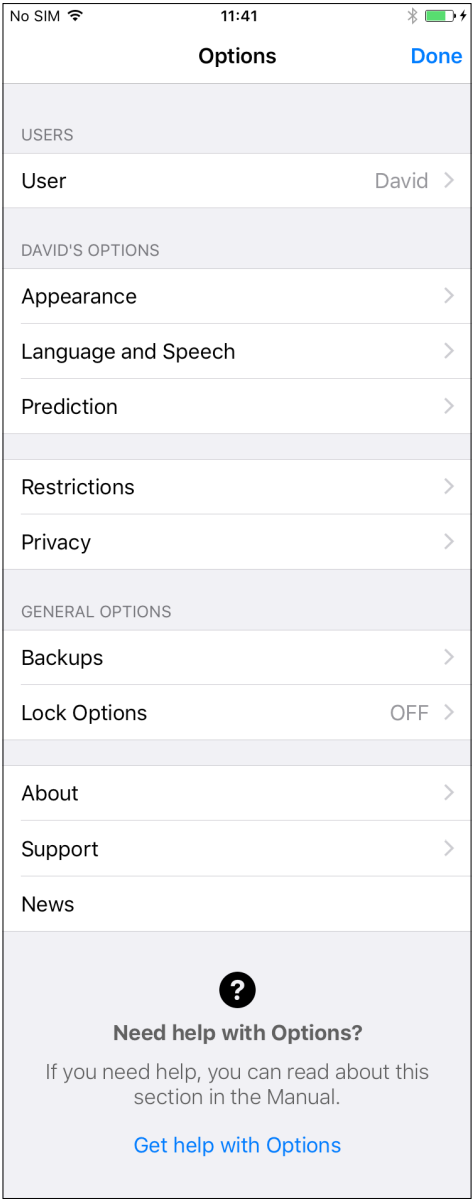 No SIM 11:41
Options Done
USERS
User David
DAVID'S OPTIONS
Appearance
Language and Speech
Prediction
Restrictions
Privacy
GENERAL OPTIONS
Backups
Lock Options OFF
About
Support
News
?
Need help with Options?
If you need help, you can read about this
section in the Manual.
Get help with Options